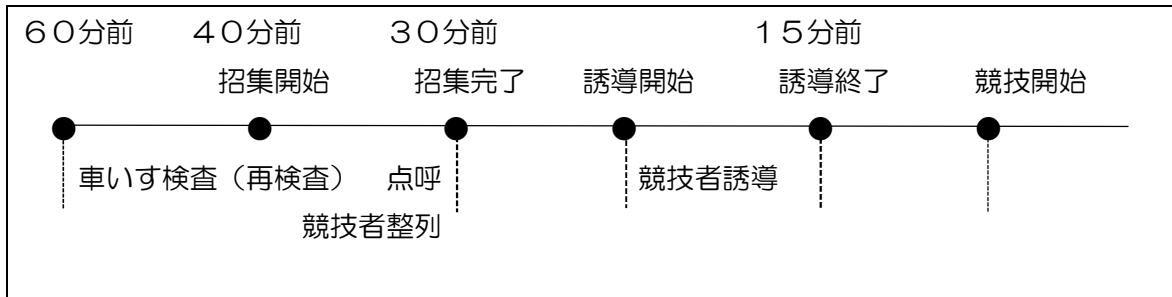 ６０分前 ４０分前 ３０分前 １５分前
招集開始 招集完了 誘導開始 誘導終了 競技開始
車いす検査（再検査） 点呼 競技者誘導
競技者整列